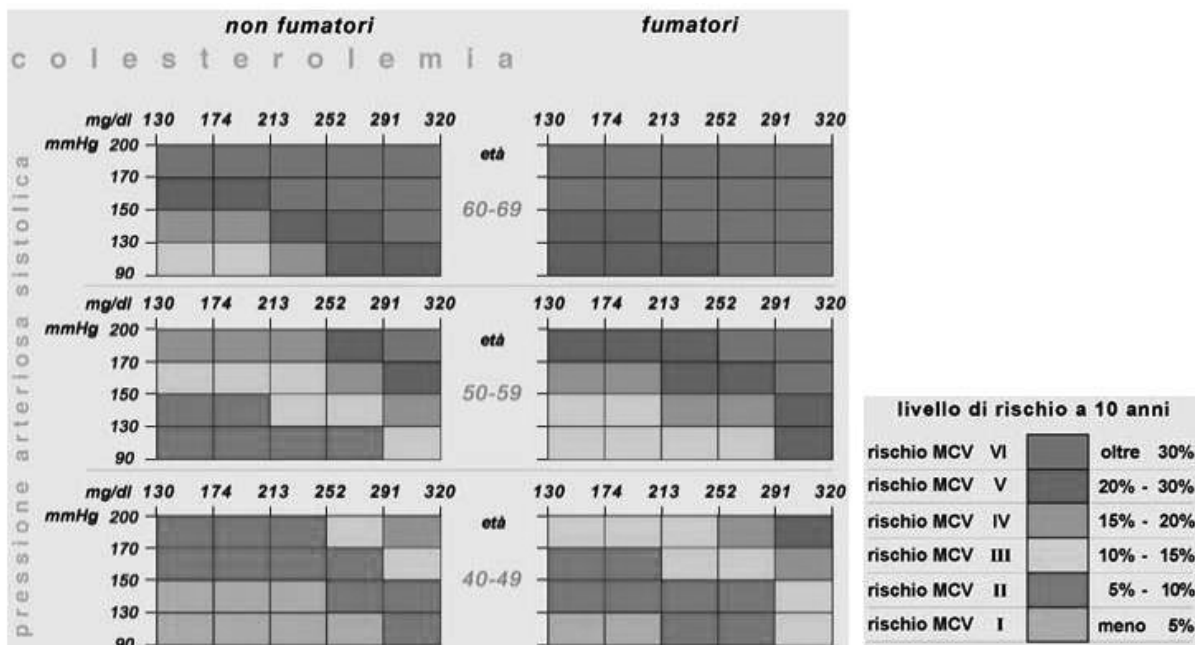 non fumatori fumatori
colesterolemia
mg/dl 130 174 213 252 291 320 130 174 213 252 291 320
mmHg 200
età
170
60-69
150
130
90
mg/dl 130 174 213 252 291 320 130 174 213 252 291 320
mmHg 200
età
170
50-59
150
130
90
mg/dl 130 174 213 252 291 320 130 174 213 252 291 320
mmHg 200
età
170
40-49
150
130
90
pressione arteriosa sistolica
livello di rischio a 10 anni
rischio MCV VI oltre 30%
rischio MCV V 20% - 30%
rischio MCV IV 15% - 20%
rischio MCV III 10% - 15%
rischio MCV II 5% - 10%
rischio MCV I meno 5%